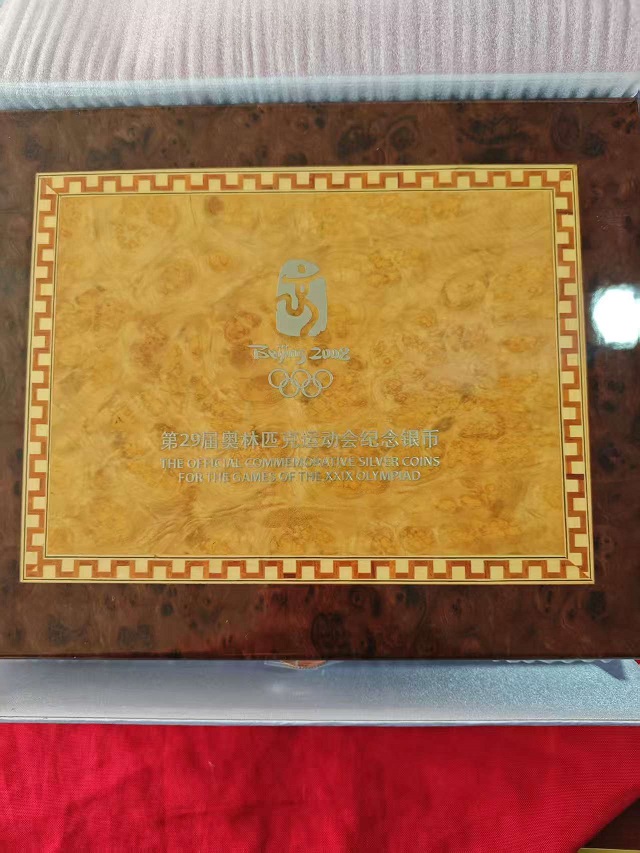 Beijing 2008
第29届奥林匹克运动会纪念银币
THE OFFICIAL COMMEMORATIVE SILVER COINS
FOR THE GAMES OF THE XXIX OLYMPIAD